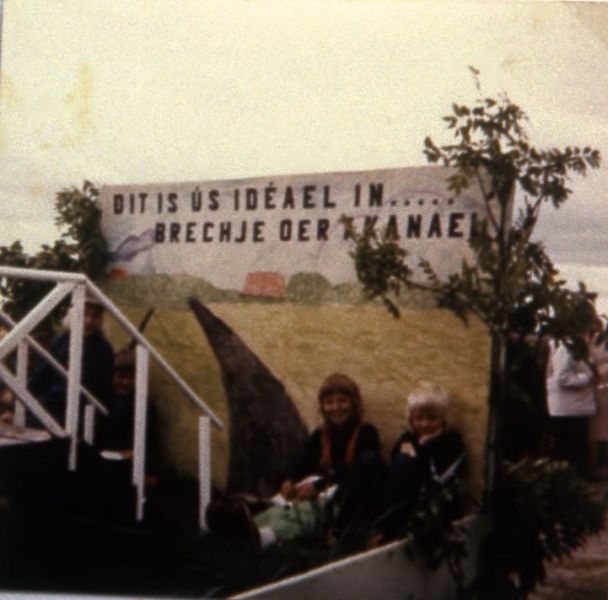 DIT IS ÚS IDÉAEL IN.....
BRECHJE OER 'T KANAEL